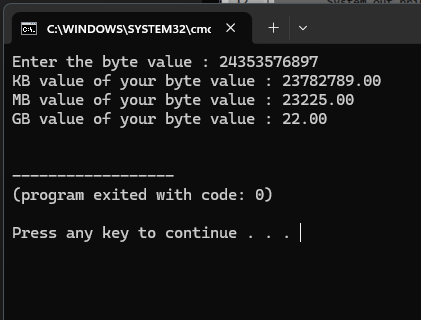 C:\WINDOWS\SYSTEM32\cmd
Enter the byte value : 24353576897
KB value of your byte value : 23782789.00
MB value of your byte value : 23225.00
GB value of your byte value : 22.00
------------------
(program exited with code: 0)
Press any key to continue . . .